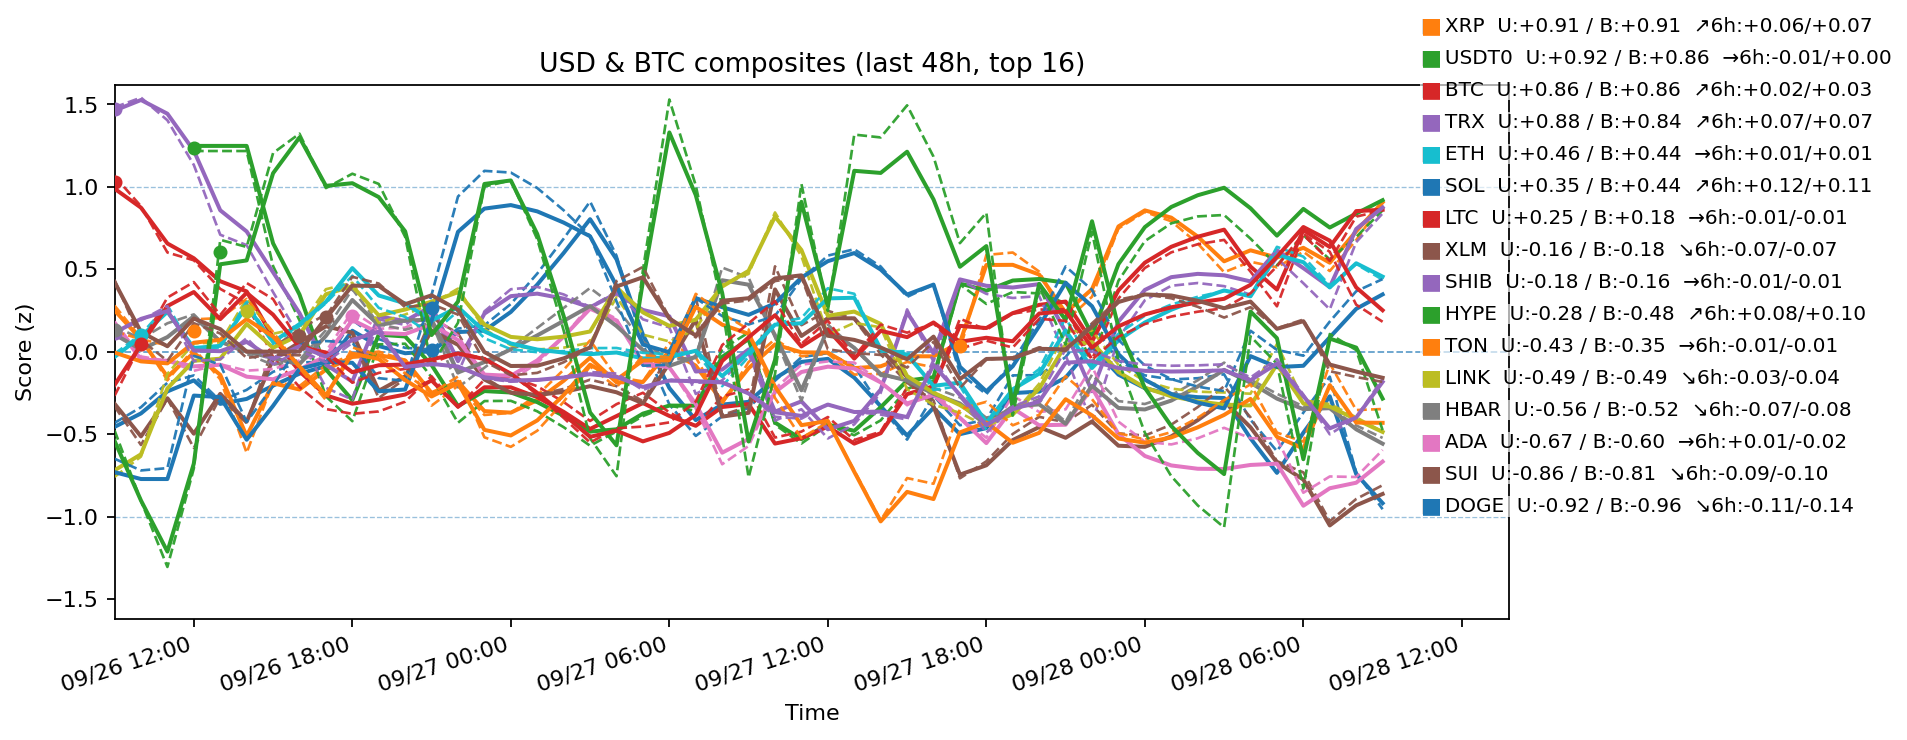 USD & BTC composites (last 48h, top 16)
XRP U:+0.91 / B:+0.91 ↗6h:+0.06/+0.07
USDT0 U:+0.92 / B:+0.86 →6h:-0.01/+0.00
BTC U:+0.86 / B:+0.86 ↗6h:+0.02/+0.03
TRX U:+0.88 / B:+0.84 ↗6h:+0.07/+0.07
ETH U:+0.46 / B:+0.44 →6h:+0.01/+0.01
SOL U:+0.35 / B:+0.44 ↗6h:+0.12/+0.11
LTC U:+0.25 / B:+0.18 →6h:-0.01/-0.01
XLM U:-0.16 / B:-0.18 ↘6h:-0.07/-0.07
SHIB U:-0.18 / B:-0.16 →6h:-0.01/-0.01
HYPE U:-0.28 / B:-0.48 ↗6h:+0.08/+0.10
TON U:-0.43 / B:-0.35 →6h:-0.01/-0.01
LINK U:-0.49 / B:-0.49 ↘6h:-0.03/-0.04
HBAR U:-0.56 / B:-0.52 ↘6h:-0.07/-0.08
ADA U:-0.67 / B:-0.60 →6h:+0.01/-0.02
SUI U:-0.86 / B:-0.81 ↘6h:-0.09/-0.10
DOGE U:-0.92 / B:-0.96 ↘6h:-0.11/-0.14
Score (z)
1.5
1.0
0.5
0.0
−0.5
−1.0
−1.5
09/26 12:00
09/26 18:00
09/27 00:00
09/27 06:00
09/27 12:00
09/27 18:00
09/28 00:00
09/28 06:00
09/28 12:00
Time